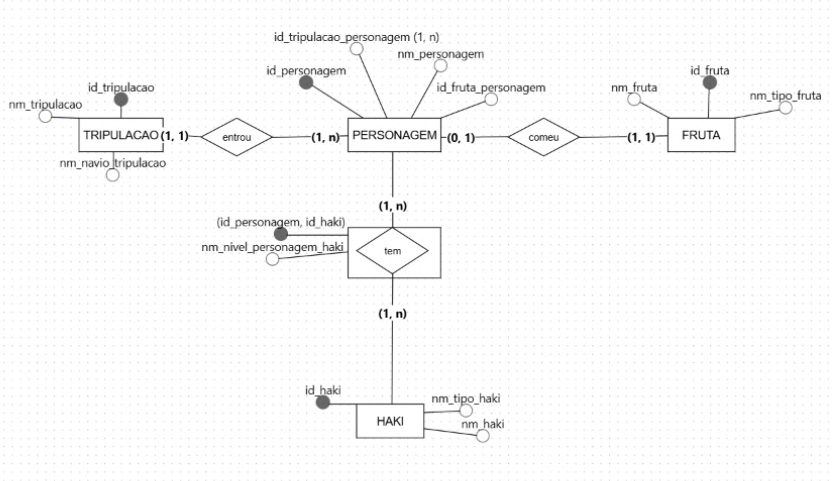 id_tripulacao_personagem (1, n)
nm_personagem
id_personagem
id_fruta_personagem
id_tripulacao
nm_tripulacao
nm_fruta
id_fruta
nm_tipo_fruta
TRIPULACAO
(1, 1)
entrou
(1, n)
PERSONAGEM
(0, 1)
comeu
(1, 1)
FRUTA
nm_navio_tripulacao
(1, n)
(id_personagem, id_haki)
nm_nivel_personagem_haki
tem
(1, n)
id_haki
nm_tipo_haki
HAKI
nm_haki